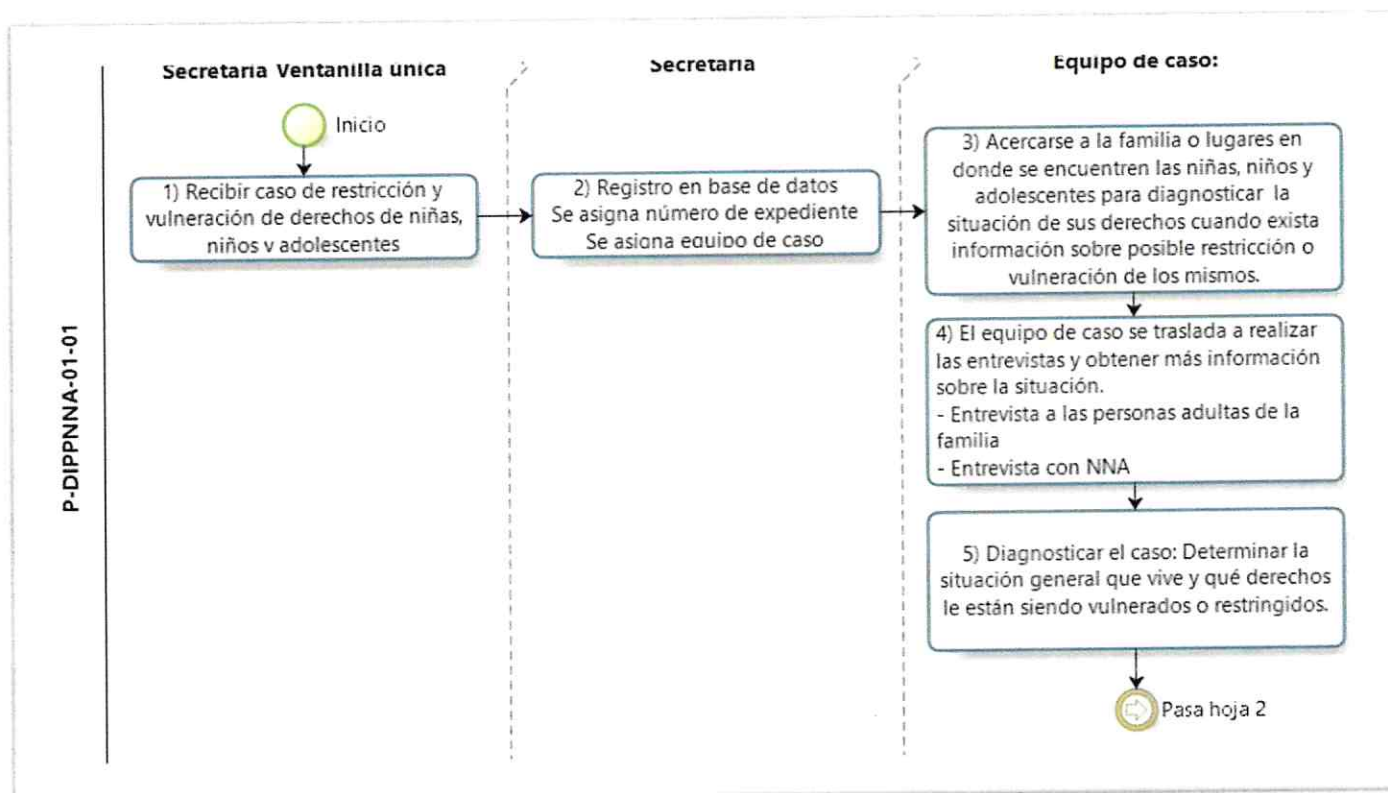 P-DIPPNNA-01-01
Secretaria Ventanilla única
Inicio
1) Recibir caso de restricción y
vulneración de derechos de niñas,
niños y adolescentes
Secretaria
2) Registro en base de datos
Se asigna número de expediente
Se asigna equipo de caso
Equipo de caso:
3) Acercarse a la familia o lugares en
donde se encuentren las niñas, niños y
adolescentes para diagnosticar la
situación de sus derechos cuando exista
información sobre posible restricción o
vulneración de los mismos.
4) El equipo de caso se traslada a realizar
las entrevistas y obtener más información
sobre la situación.
- Entrevista a las personas adultas de la
familia
- Entrevista con NNA
5) Diagnosticar el caso: Determinar la
situación general que vive y qué derechos
le están siendo vulnerados o restringidos.
Pasa hoja 2